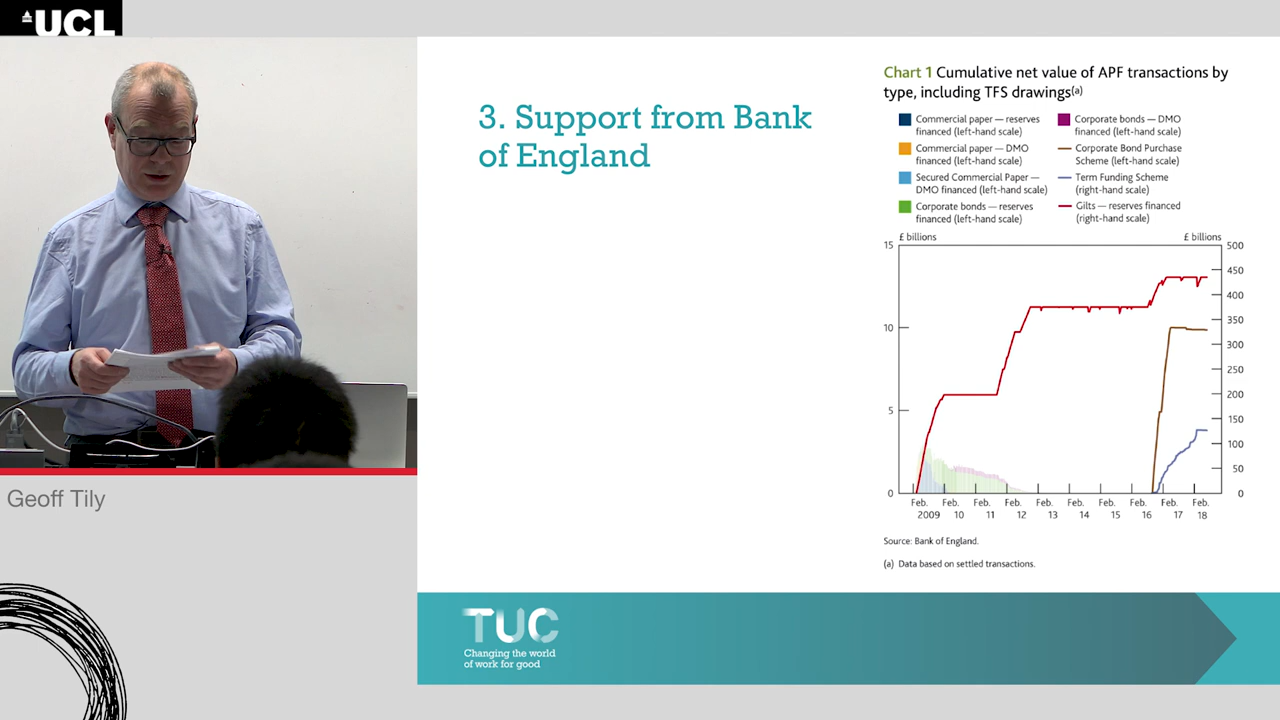 UCL
3. Support from Bank
of England
Chart 1 Cumulative net value of APF transactions by
type, including TFS drawings(a)
Commercial paper — reserves
financed (left-hand scale)
Commercial paper — DMO
financed (left-hand scale)
Secured Commercial Paper —
DMO financed (left-hand scale)
Corporate bonds — reserves
financed (left-hand scale)
Corporate bonds — DMO
financed (left-hand scale)
Corporate Bond Purchase
Scheme (left-hand scale)
Term Funding Scheme
(right-hand scale)
Gilts — reserves financed
(right-hand scale)
£ billions
£ billions
15
10
5
0
500
450
400
350
300
250
200
150
100
50
0
Feb. Feb. Feb. Feb. Feb. Feb. Feb. Feb. Feb. Feb.
2009 10 11 12 13 14 15 16 17 18
Source: Bank of England.
(a) Data based on settled transactions.
Geoff Tily
TUC
Changing the world
of work for good